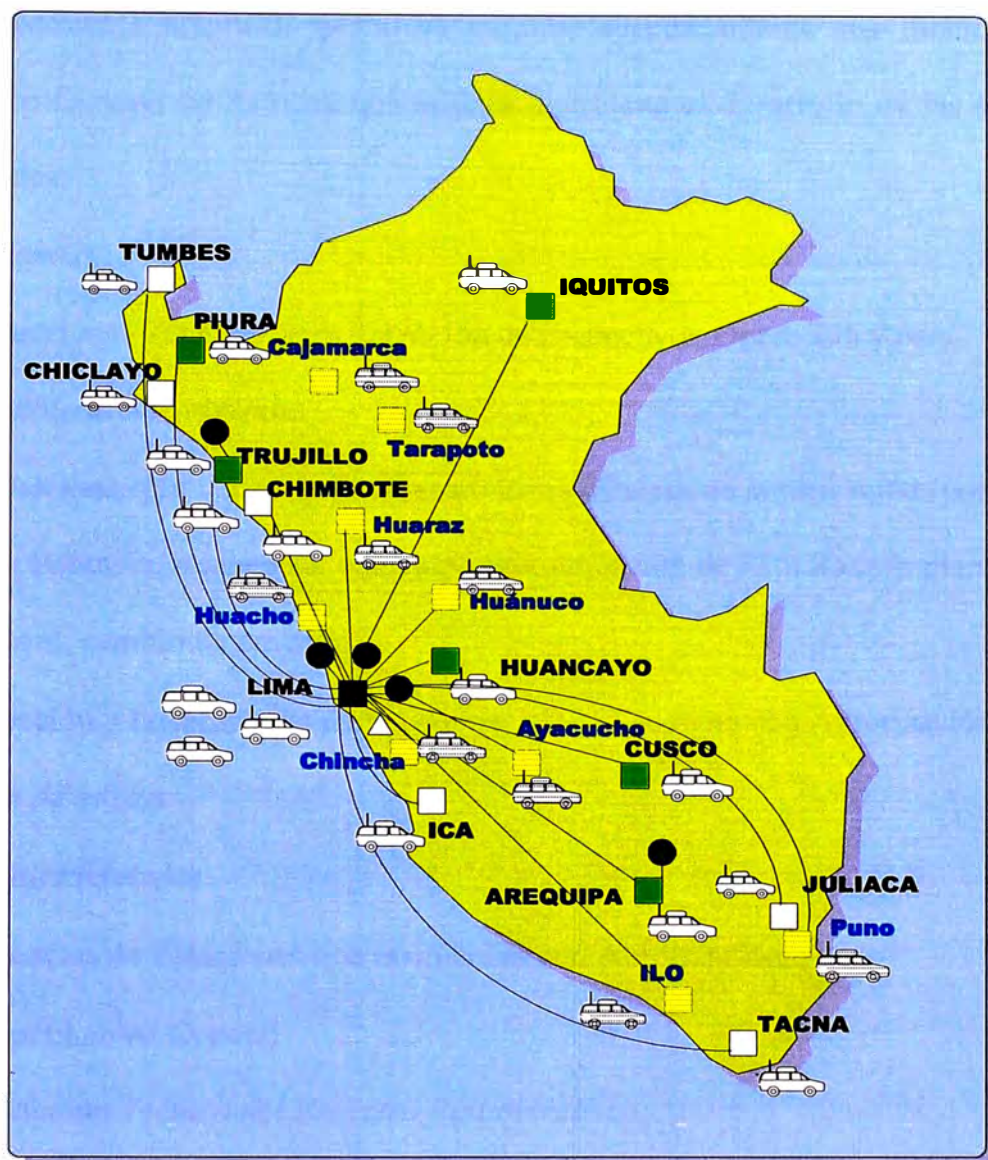 TUMBES
IQUITOS
PIURA
Cajamarca
CHICLAYO
Tarapoto
TRUJILLO
CHIMBOTE
Huaraz
Huánuco
Huacho
HUANCAYO
LIMA
Ayacucho
CUSCO
Chincha
ICA
JULIACA
AREQUIPA
Puno
ILO
TACNA